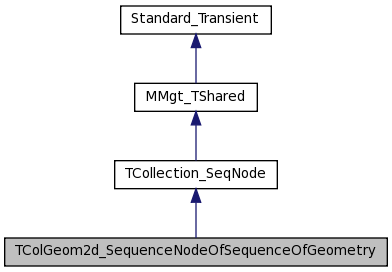 Standard_Transient
MMgt_TShared
TCollection_SeqNode
TColGeom2d_SequenceNodeOfSequenceOfGeometry